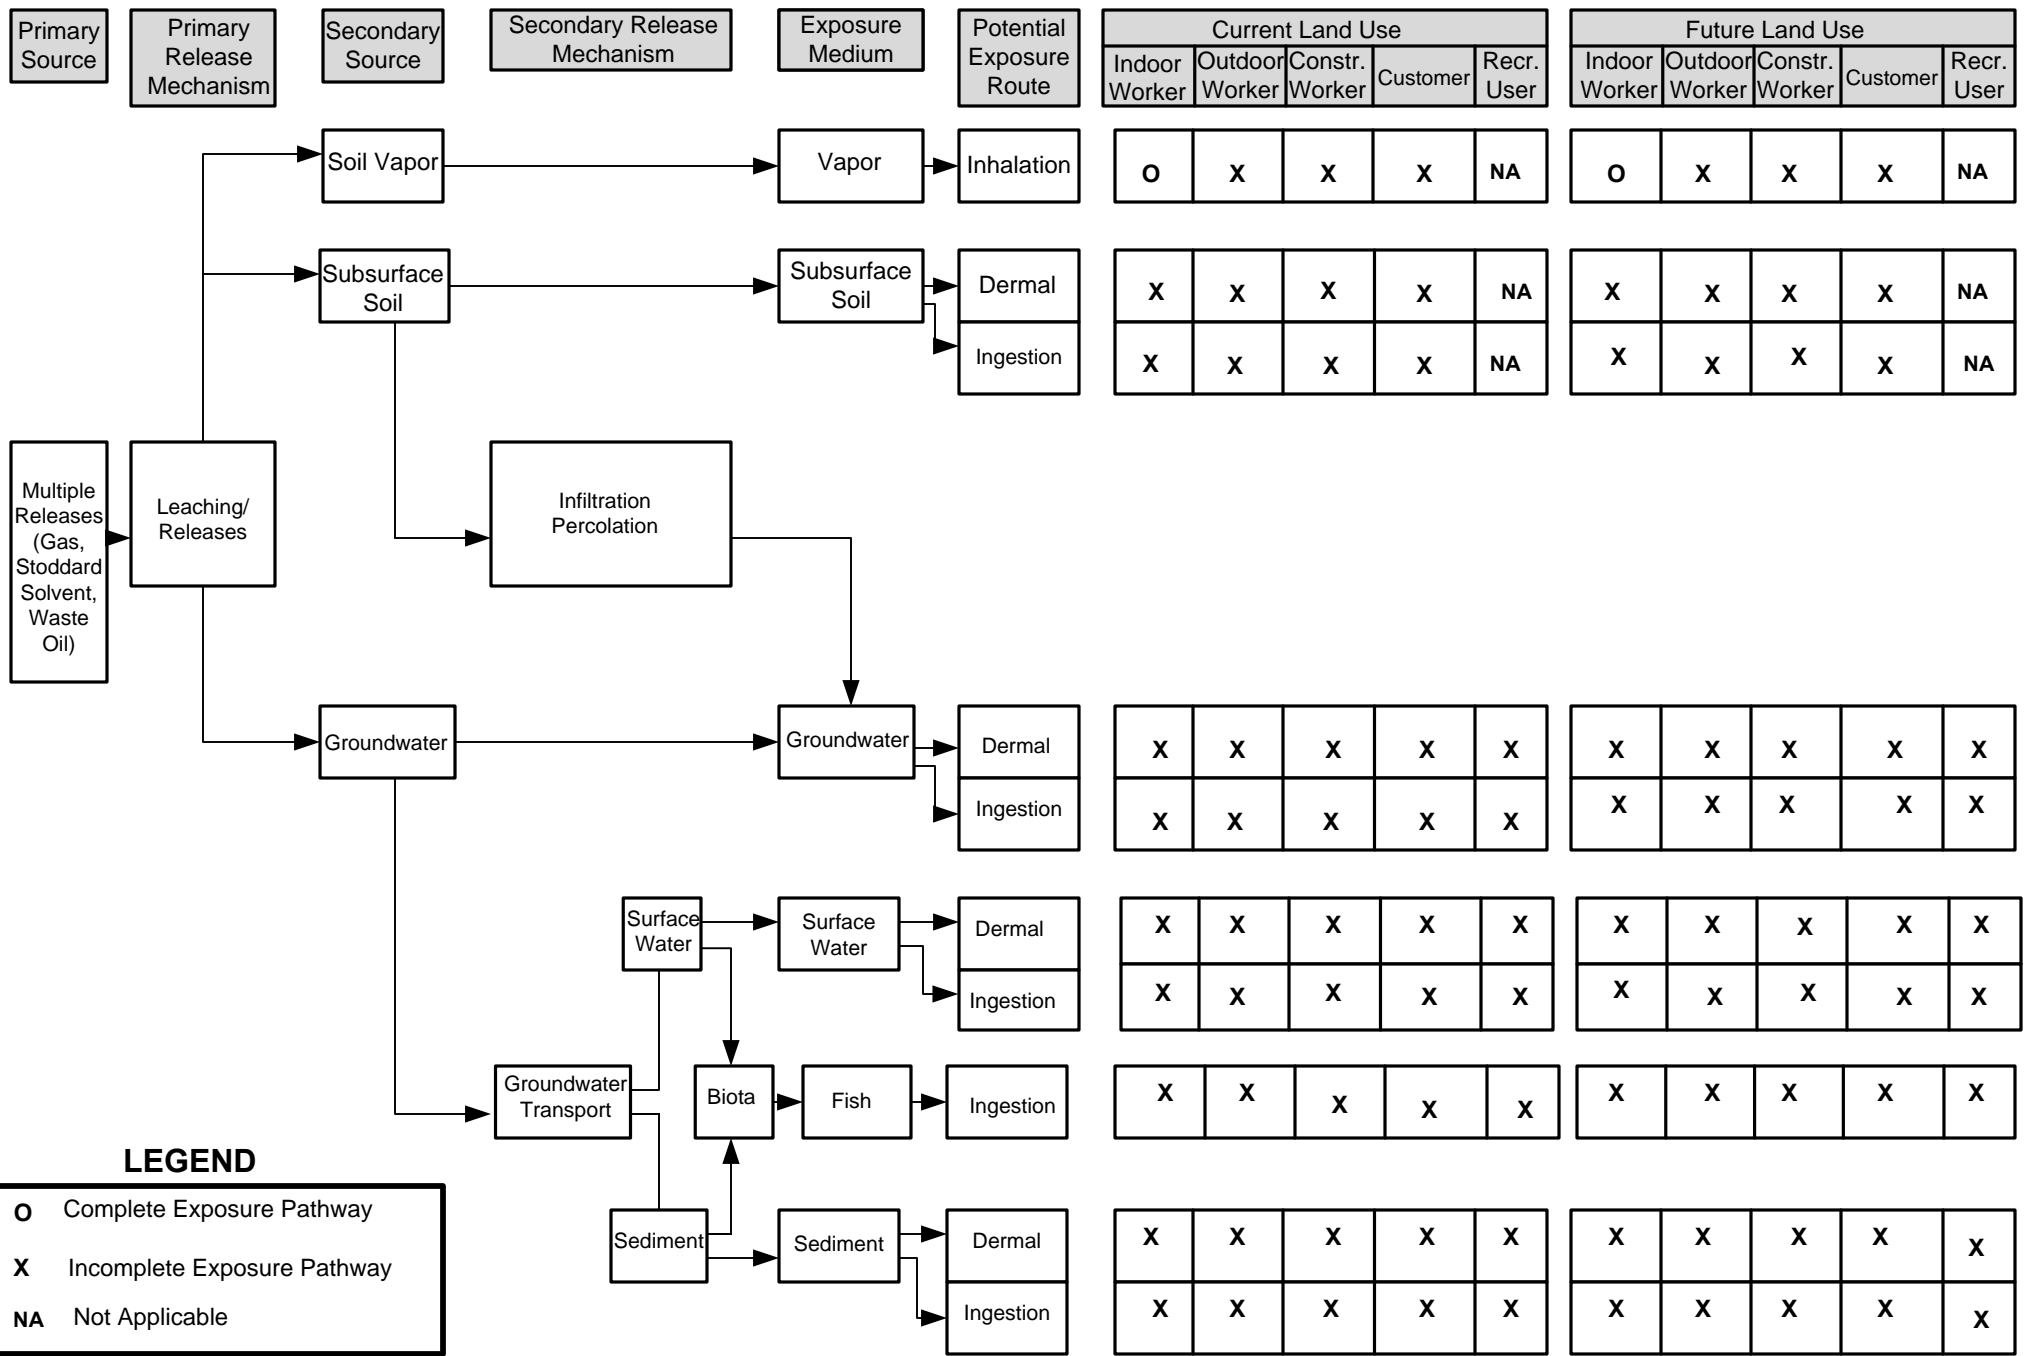 Primary
Source
Primary
Release
Mechanism
Secondary
Source
Secondary Release
Mechanism
Exposure
Medium
Potential
Exposure
Route
Current Land Use
Indoor
Worker
Outdoor
Worker
Constr.
Worker
Customer
Recr.
User
Future Land Use
Indoor
Worker
Outdoor
Worker
Constr.
Worker
Customer
Recr.
User
Soil Vapor
Vapor
Inhalation
O X X X NA
O X X X NA
Subsurface
Soil
Subsurface
Soil
Dermal
X X X X NA
X X X X NA
Ingestion
X X X X NA
X X X X NA
Multiple
Releases
(Gas,
Stoddard
Solvent,
Waste
Oil)
Leaching/
Releases
Infiltration
Percolation
Groundwater
Groundwater
Dermal
X X X X X
X X X X X
Ingestion
X X X X X
X X X X X
Surface
Water
Surface
Water
Dermal
X X X X X
X X X X X
Ingestion
X X X X X
X X X X X
Groundwater
Transport
Biota
Fish
Ingestion
X X X X X
X X X X X
Sediment
Sediment
Dermal
X X X X X
X X X X X
Ingestion
X X X X X
X X X X X
LEGEND
O Complete Exposure Pathway
X Incomplete Exposure Pathway
NA Not Applicable